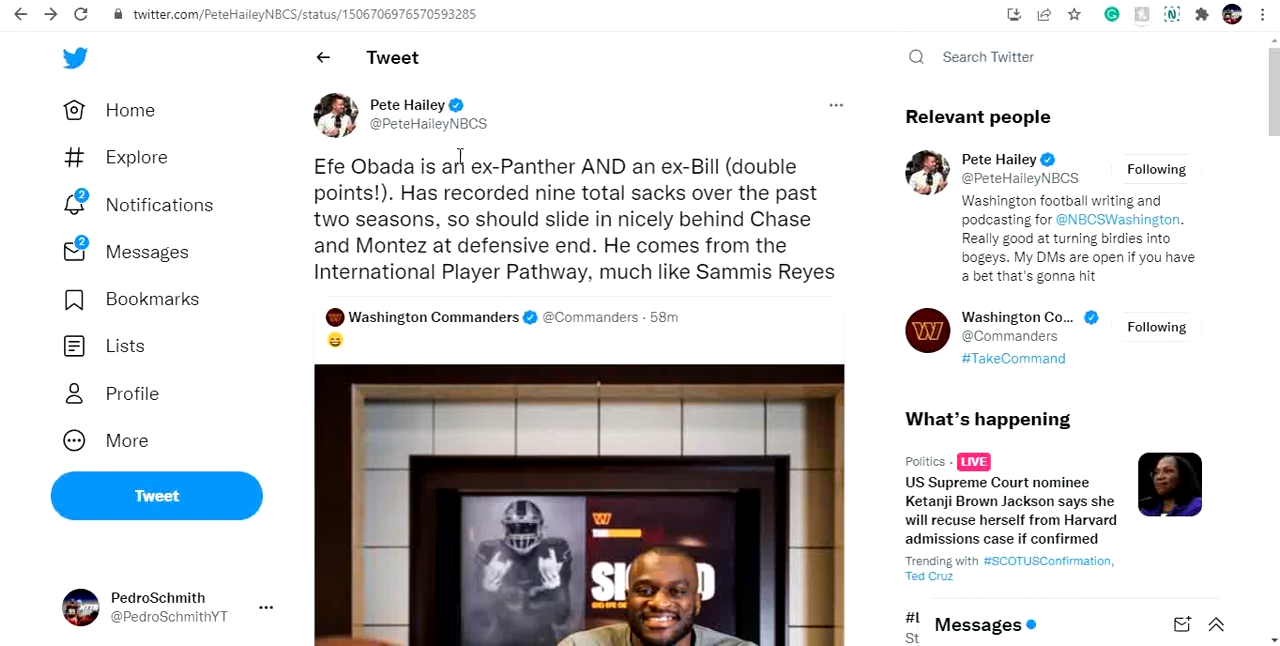 twitter.com/PeteHaileyNBCS/status/1506706976570593285
Home
Explore
2
Notifications
2
Messages
Bookmarks
Lists
Profile
More
Tweet
PedroSchmith
@PedroSchmithYT
Tweet
Pete Hailey
@PeteHaileyNBCS
Efe Obada is an ex-Panther AND an ex-Bill (double
points!). Has recorded nine total sacks over the past
two seasons, so should slide in nicely behind Chase
and Montez at defensive end. He comes from the
International Player Pathway, much like Sammis Reyes
Washington Commanders @Commanders · 58m
Search Twitter
Relevant people
Pete Hailey
@PeteHaileyNBCS
Following
Washington football writing and
podcasting for @NBCSWashington.
Really good at turning birdies into
bogeys. My DMs are open if you have
a bet that's gonna hit
Washington Co...
@Commanders
Following
#TakeCommand
What's happening
Politics · LIVE
US Supreme Court nominee
Ketanji Brown Jackson says she
will recuse herself from Harvard
admissions case if confirmed
Trending with #SCOTUSConfirmation,
Ted Cruz
Messages